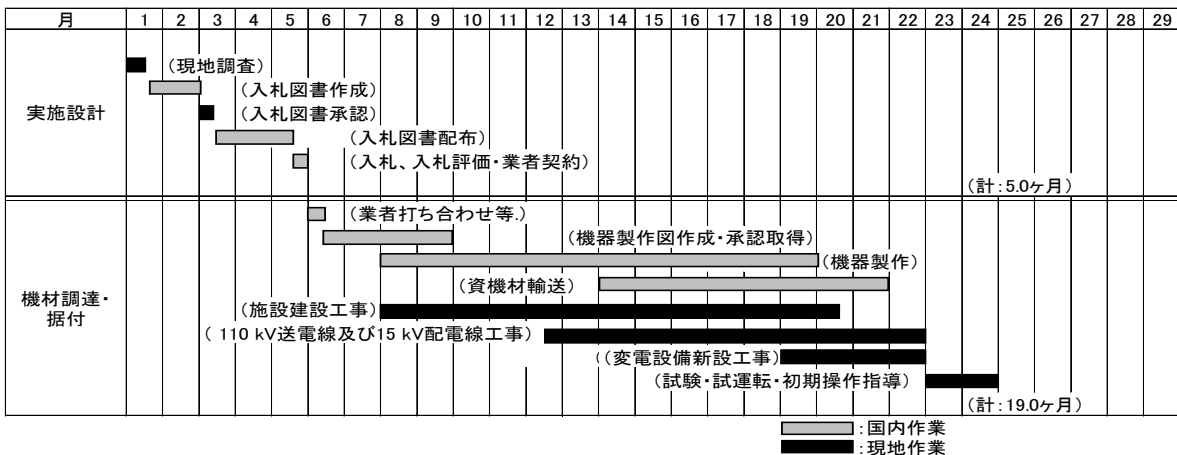 月 1 2 3 4 5 6 7 8 9 10 11 12 13 14 15 16 17 18 19 20 21 22 23 24 25 26 27 28 29
実施設計
(現地調査)
(入札図書作成)
(入札図書承認)
(入札図書配布)
(入札、入札評価・業者契約)
(計:5.0ヶ月)
機材調達・
据付
(業者打ち合わせ等.)
(機器製作図作成・承認取得)
(機器製作)
(資機材輸送)
(施設建設工事)
( 110 kV送電線及び15 kV配電線工事)
((変電設備新設工事)
(試験・試運転・初期操作指導)
(計:19.0ヶ月)
:国内作業
:現地作業